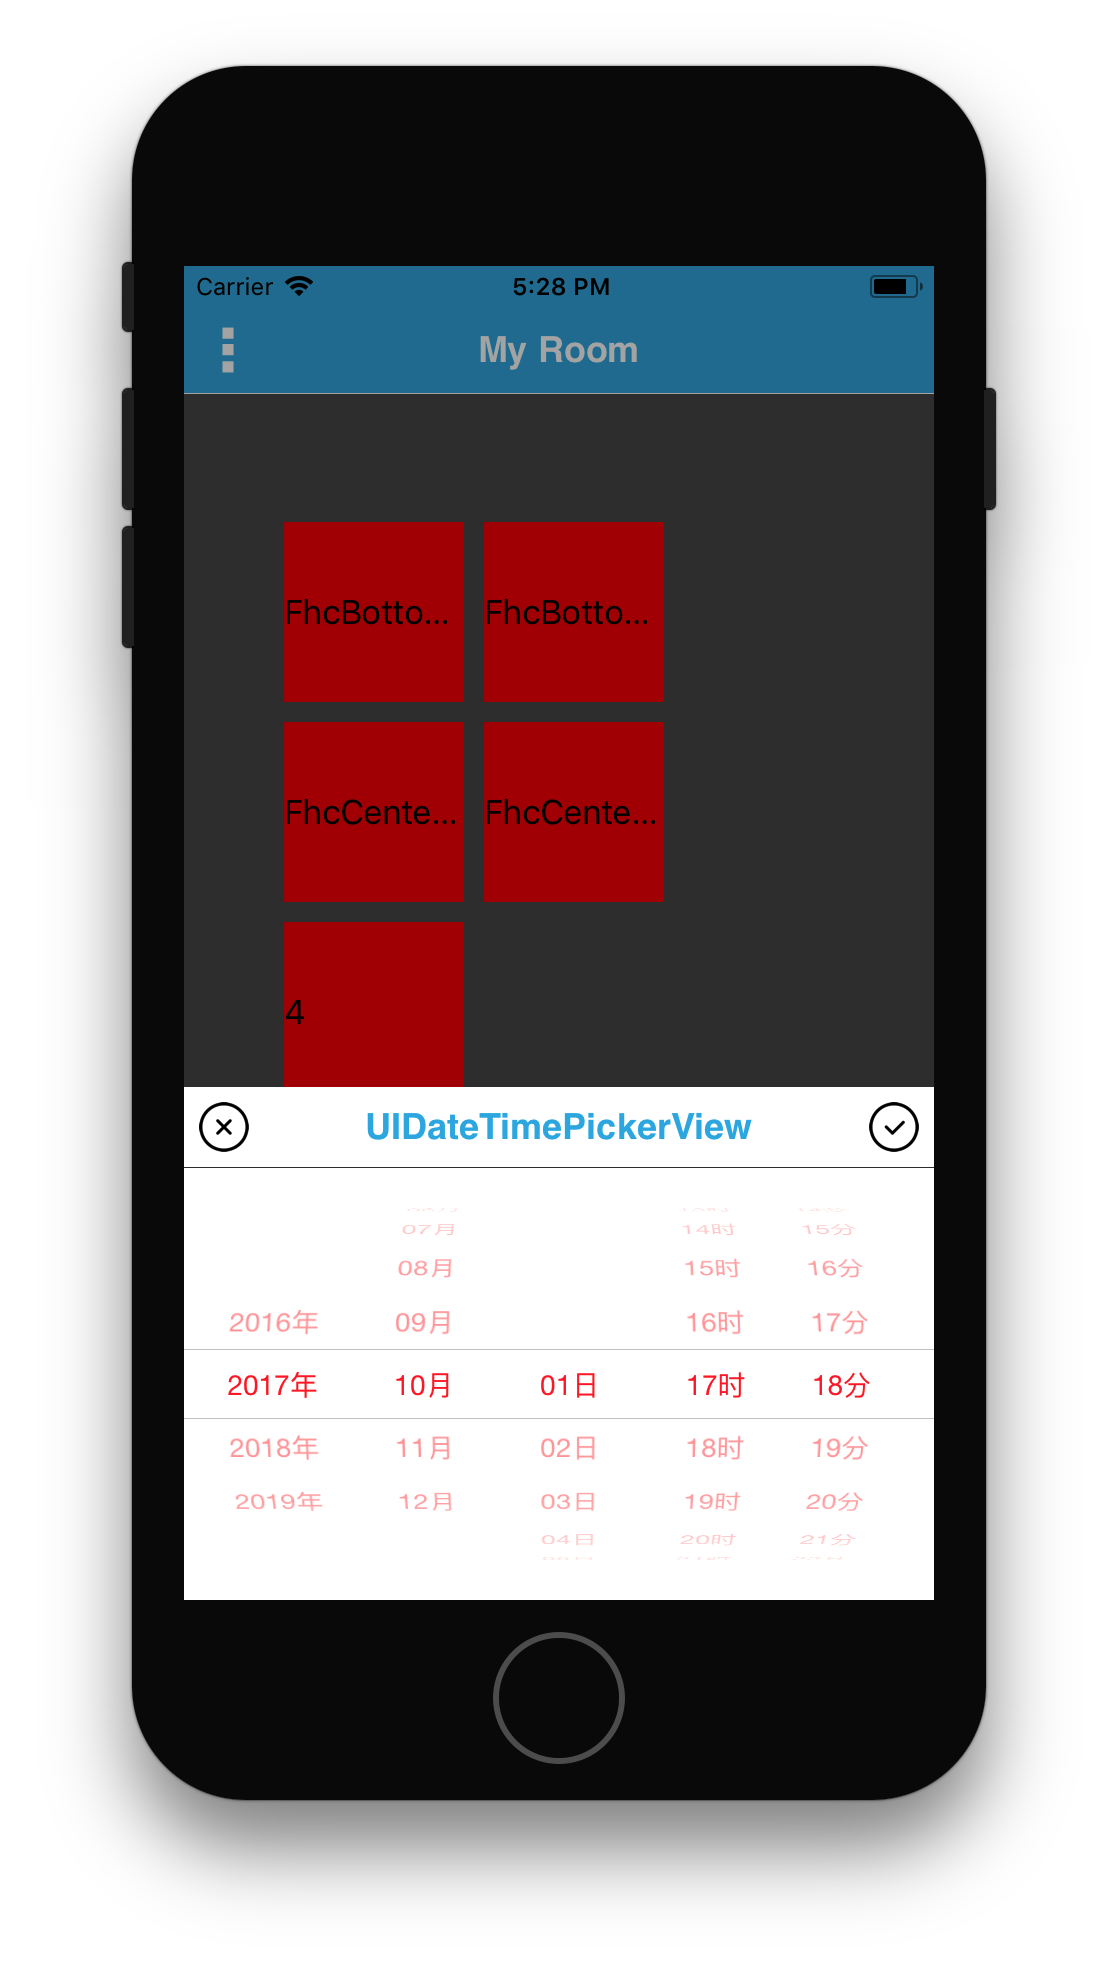 Carrier 5:28 PM
My Room
FhcBotto... FhcBotto...
FhcCente... FhcCente...
4
UIDateTimePickerView
07月 14时 15分
08月 15时 16分
2016年 09月 16时 17分
2017年 10月 01日 17时 18分
2018年 11月 02日 18时 19分
2019年 12月 03日 19时 20分
04日 20时 21分